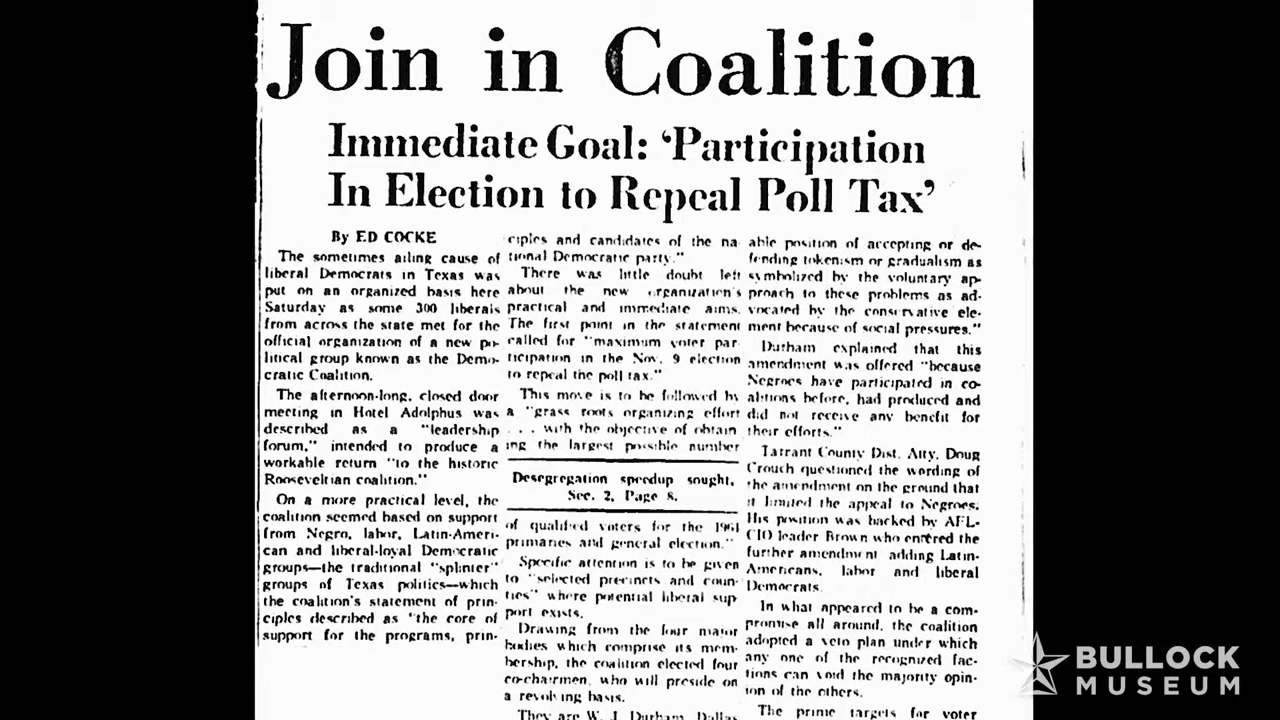 Join in Coalition
Immediate Goal: ‘Participation
In Election to Repeal Poll Tax’
By ED COCKE
The sometimes ailing cause of
liberal Democrats in Texas was
put on an organized basis here
Saturday as some 300 liberals
from across the state met for the
official organization of a new po-
litical group known as the Demo-
cratic Coalition.
The afternoon-long, closed door
meeting in Hotel Adolphus was
described as a "leadership
forum," intended to produce a
workable return "to the historic
Rooseveltian coalition."
On a more practical level, the
coalition seemed based on support
from Negro, labor, Latin-Ameri-
can and liberal-loyal Democratic
groups—the traditional "splinter"
groups of Texas politics—which
the coalition's statement of prin-
ciples described as "the core of
support for the programs, prin-
ciples and candidates of the na-
tional Democratic party."
There was little doubt left
about the new organization's
practical and immediate aims.
The first point in the statement
called for "maximum voter par-
ticipation in the Nov. 9 election
to repeal the poll tax."
This move is to be followed by
a "grass roots organizing effort
. . . with the objective of obtain
ing the largest possible number
Desegregation speedup sought,
Sec. 2, Page 8.
of qualified voters for the 1964
primaries and general election."
Specific attention is to be given
to "selected precincts and coun-
ties" where potential liberal sup-
port exists.
Drawing from the four major
bodies which comprise its mem-
bership, the coalition elected four
co-chairmen, who will preside on
a revolving basis.
They are W. J. Durham, Dallas
able position of accepting or de-
fending tokenism or gradualism as
symbolized by the voluntary ap-
proach to these problems as ad-
vocated by the conservative ele-
ment because of social pressures."
Durham explained that this
amendment was offered "because
Negroes have participated in co-
alitions before, had produced and
did not receive any benefit for
their efforts."
Tarrant County Dist. Atty. Doug
Crouch questioned the wording of
the amendment on the ground that
it limited the appeal to Negroes.
His position was backed by AFL-
CIO leader Brown who entered the
further amendment adding Latin-
Americans, labor and liberal
Democrats.
In what appeared to be a com-
promise all around, the coalition
adopted a veto plan under which
any one of the recognized fac-
tions can void the majority opin-
ion of the others.
The prime targets for voter
BULLOCK
MUSEUM